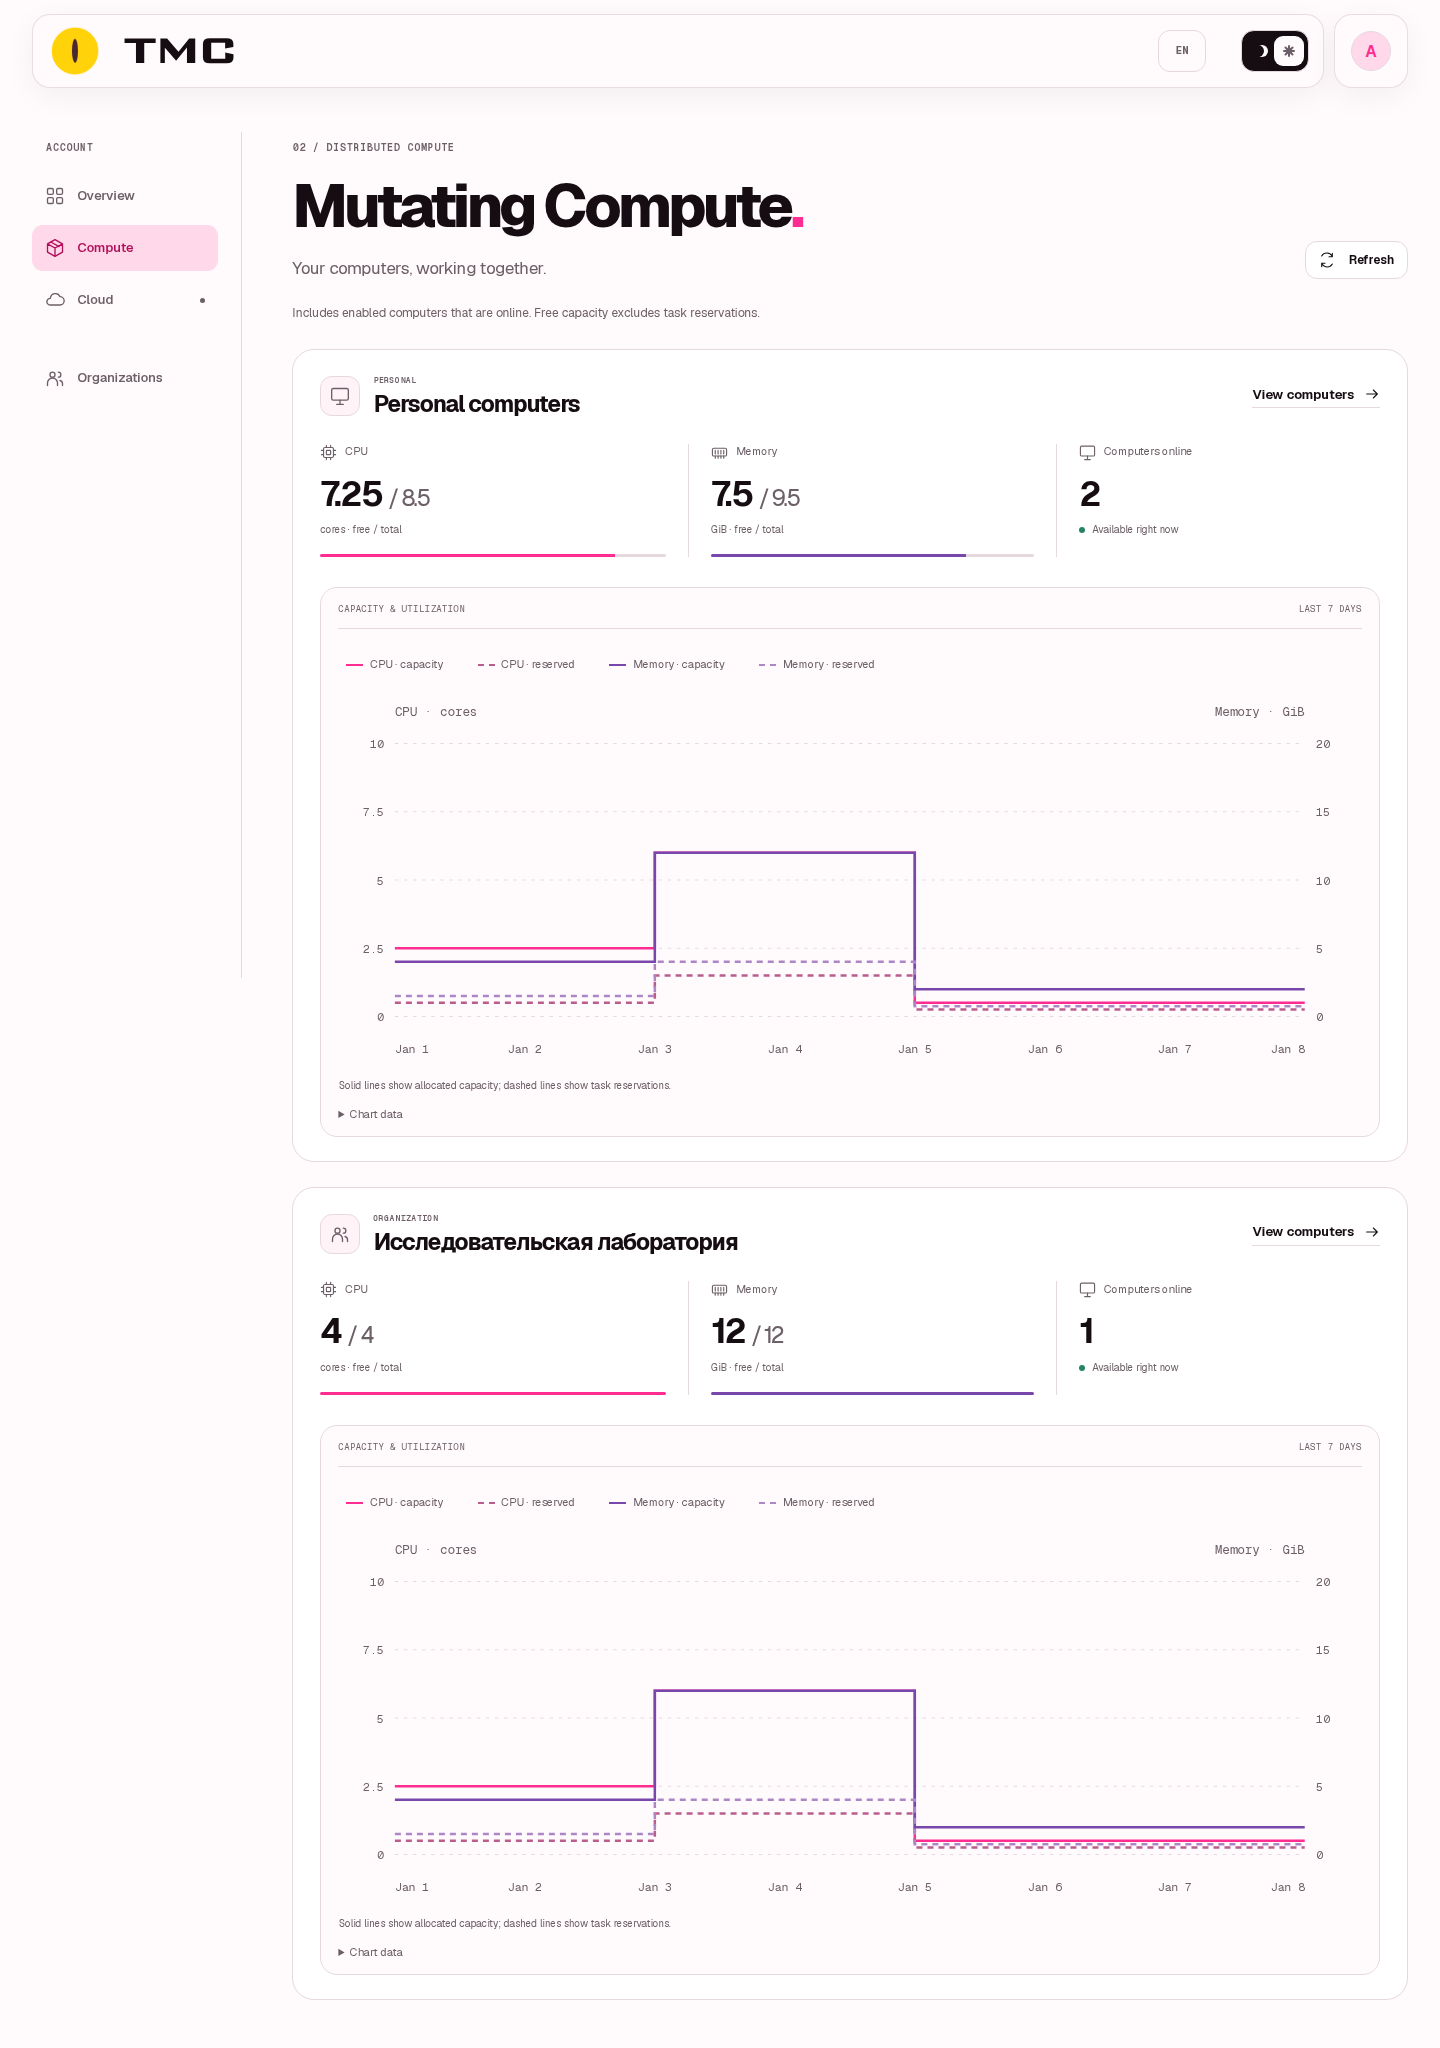 TMC
EN
A
ACCOUNT
Overview
Compute
Cloud
Organizations
02 / DISTRIBUTED COMPUTE
Mutating Compute.
Your computers, working together.
Refresh
Includes enabled computers that are online. Free capacity excludes task reservations.
PERSONAL
Personal computers
View computers
CPU
7.25 / 8.5
cores · free / total
Memory
7.5 / 9.5
GiB · free / total
Computers online
2
Available right now
CAPACITY & UTILIZATION
LAST 7 DAYS
CPU · capacity
CPU · reserved
Memory · capacity
Memory · reserved
CPU · cores
Memory · GiB
10
20
7.5
15
5
10
2.5
5
0
0
Jan 1
Jan 2
Jan 3
Jan 4
Jan 5
Jan 6
Jan 7
Jan 8
Solid lines show allocated capacity; dashed lines show task reservations.
Chart data
ORGANIZATION
Исследовательская лаборатория
View computers
CPU
4 / 4
cores · free / total
Memory
12 / 12
GiB · free / total
Computers online
1
Available right now
CAPACITY & UTILIZATION
LAST 7 DAYS
CPU · capacity
CPU · reserved
Memory · capacity
Memory · reserved
CPU · cores
Memory · GiB
10
20
7.5
15
5
10
2.5
5
0
0
Jan 1
Jan 2
Jan 3
Jan 4
Jan 5
Jan 6
Jan 7
Jan 8
Solid lines show allocated capacity; dashed lines show task reservations.
Chart data